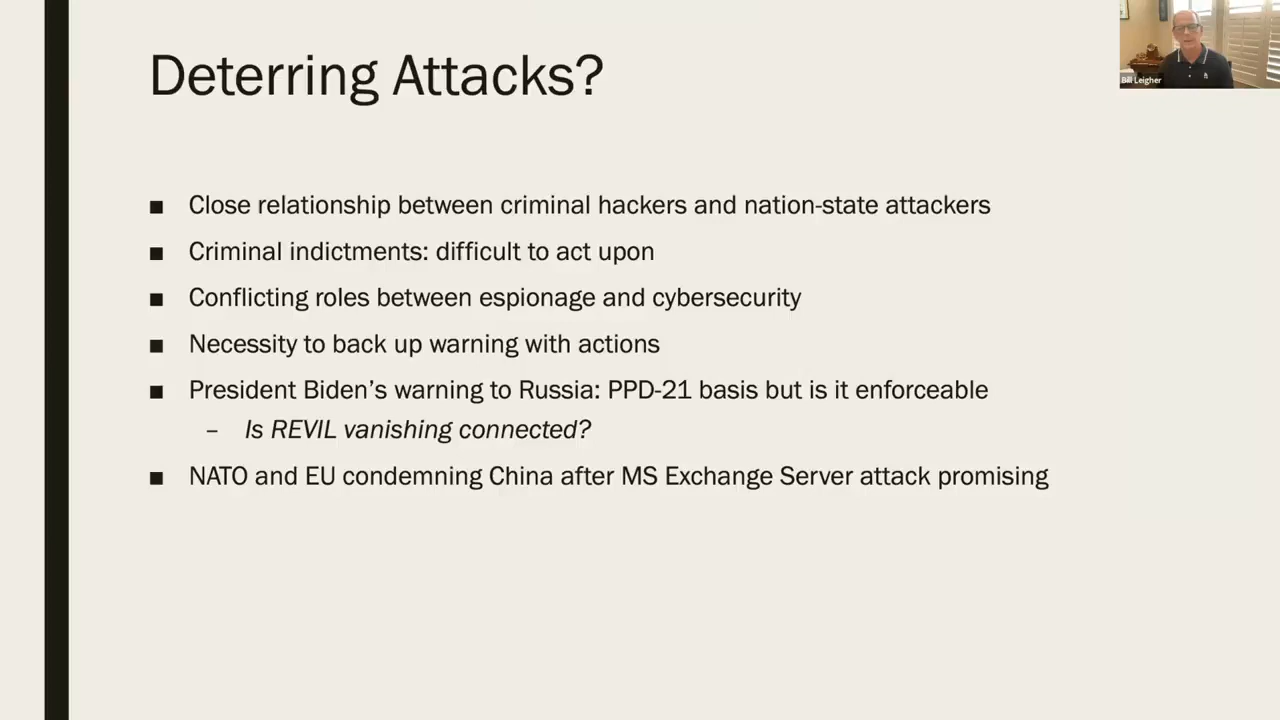 Deterring Attacks?
Bill Leigher
■ Close relationship between criminal hackers and nation-state attackers
■ Criminal indictments: difficult to act upon
■ Conflicting roles between espionage and cybersecurity
■ Necessity to back up warning with actions
■ President Biden’s warning to Russia: PPD-21 basis but is it enforceable
– Is REVIL vanishing connected?
■ NATO and EU condemning China after MS Exchange Server attack promising